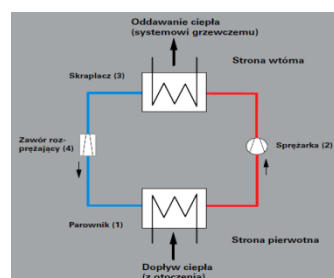 Oddawanie ciepła
(systemowi grzewczemu)
Strona wtórna
Skraplacz (3)
Zawór roz-
prężający (4)
Sprężarka (2)
Parownik (1)
Strona pierwotna
Dopływ ciepła
(z otoczenia)